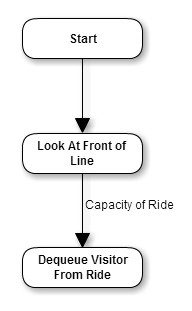 Start
Look At Front of
Line
Capacity of Ride
Dequeue Visitor
From Ride